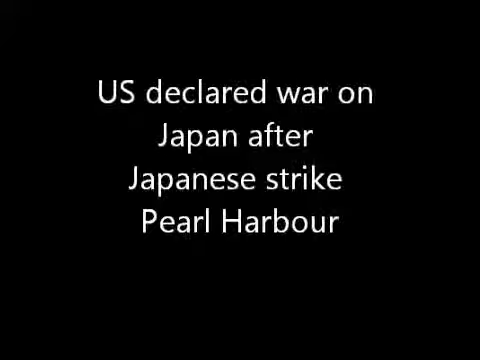 US declared war on
Japan after
Japanese strike
Pearl Harbour